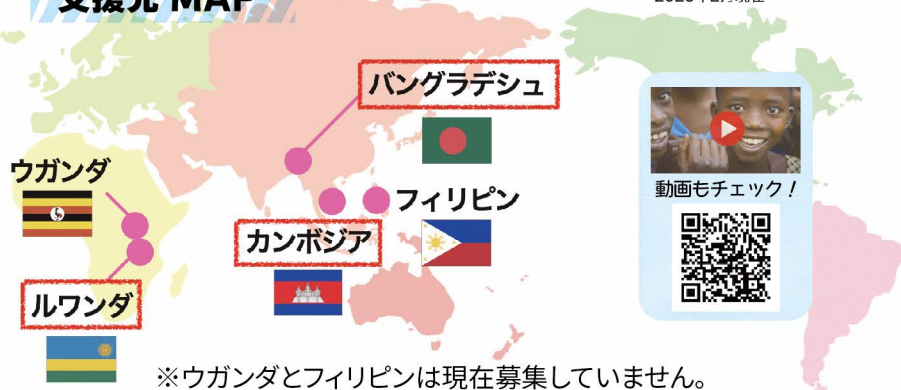 支援先 MAP
バングラデシュ
ウガンダ
フィリピン
カンボジア
ルワンダ
動画もチェック！
※ウガンダとフィリピンは現在募集していません。